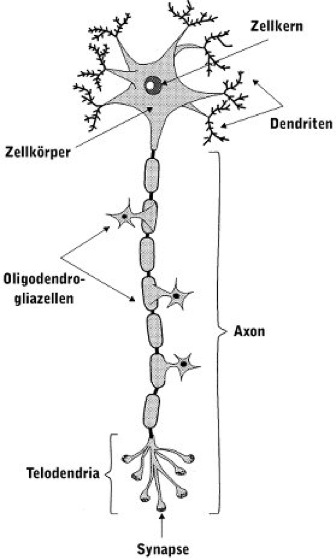 Zellkern
Dendriten
Zellkörper
Oligodendro-
gliazellen
Axon
Telodendria
Synapse